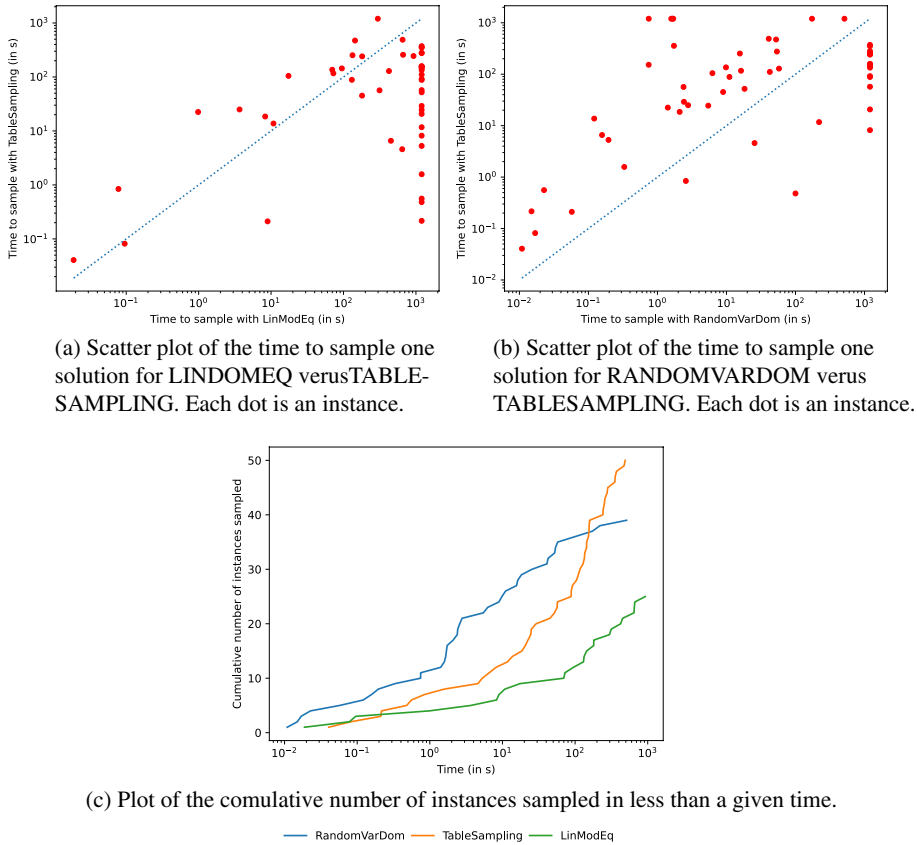 10³
10²
10¹
10⁰
10⁻¹
Time to sample with TableSampling (in s)
10⁻¹ 10⁰ 10¹ 10² 10³
Time to sample with LinModEq (in s)
10³
10²
10¹
10⁰
10⁻¹
10⁻²
Time to sample with TableSampling (in s)
10⁻² 10⁻¹ 10⁰ 10¹ 10² 10³
Time to sample with RandomVarDom (in s)
(a) Scatter plot of the time to sample one
solution for LINDOMEQ verusTABLE-
SAMPLING. Each dot is an instance.
(b) Scatter plot of the time to sample one
solution for RANDOMVARDOM verus
TABLESAMPLING. Each dot is an instance.
50
40
30
20
10
0
Cumulative number of instances sampled
10⁻² 10⁻¹ 10⁰ 10¹ 10² 10³
Time (in s)
(c) Plot of the comulative number of instances sampled in less than a given time.
RandomVarDom TableSampling LinModEq